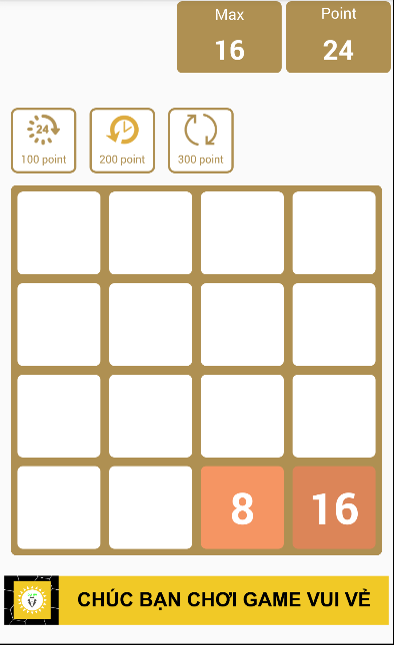 Max
Point
16
24
24
100 point
200 point
300 point
8
16
CHÚC BẠN CHƠI GAME VUI VẺ